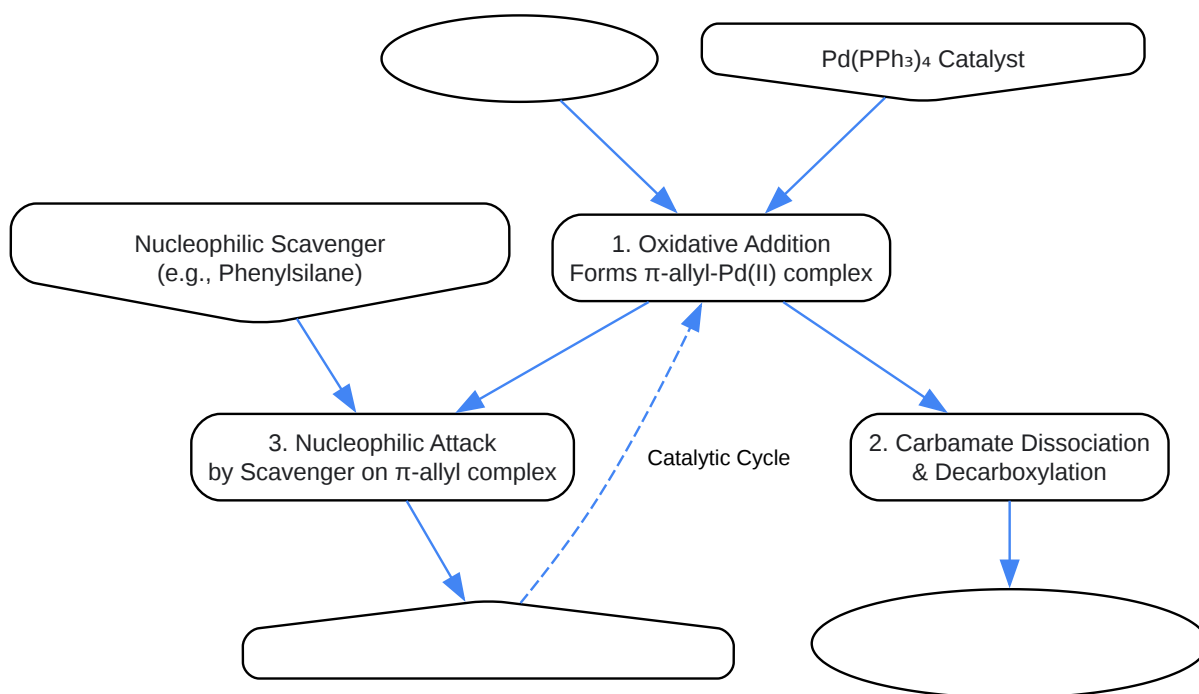 Pd(PPh₃)₄ Catalyst
Nucleophilic Scavenger
(e.g., Phenylsilane)
1. Oxidative Addition
Forms π-allyl-Pd(II) complex
3. Nucleophilic Attack
by Scavenger on π-allyl complex
Catalytic Cycle
2. Carbamate Dissociation
& Decarboxylation